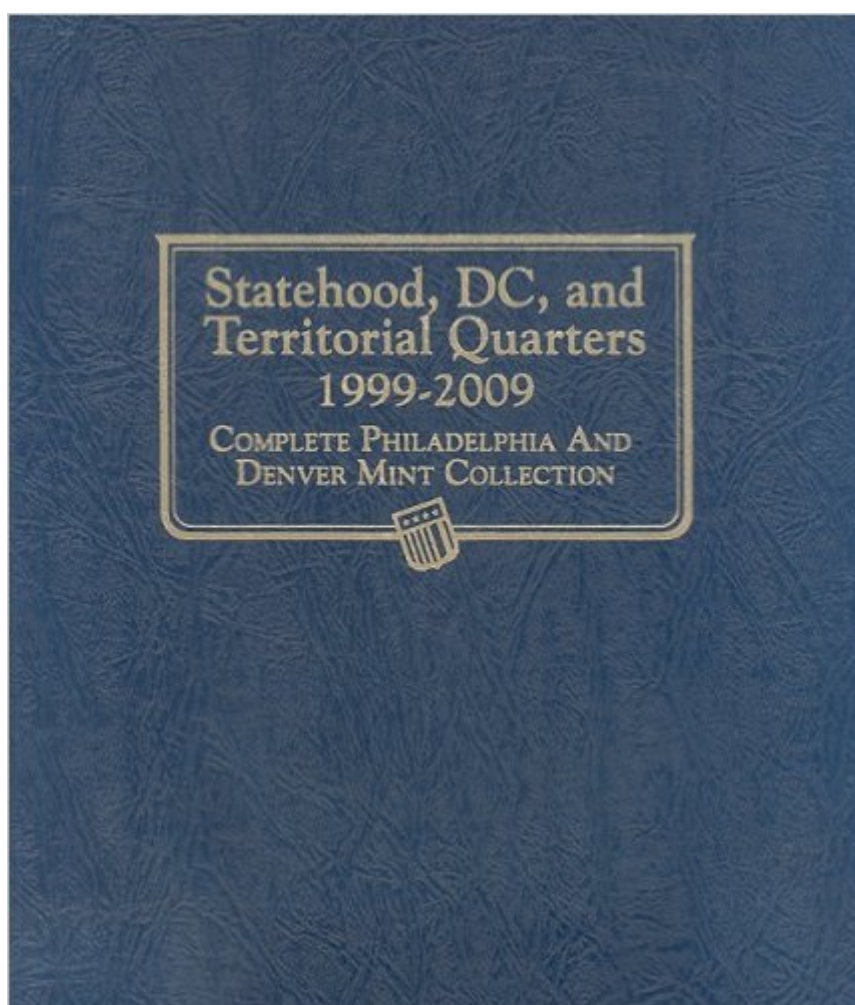 Statehood, DC, and
Territorial Quarters
1999-2009
Complete Philadelphia And
Denver Mint Collection